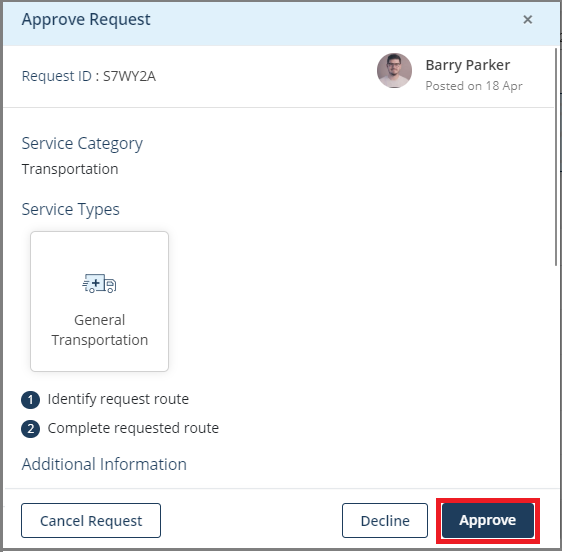 Approve Request
×
Request ID : S7WY2A
Barry Parker
Posted on 18 Apr
Service Category
Transportation
Service Types
General
Transportation
1 Identify request route
2 Complete requested route
Additional Information
Cancel Request
Decline
Approve